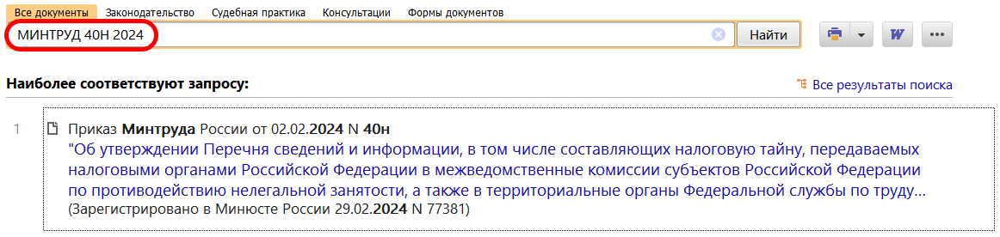 Все документы Законодательство Судебная практика Консультации Формы документов
МИНТРУД 40Н 2024 Найти W
Наиболее соответствуют запросу: Все результаты поиска
1 Приказ Минтруда России от 02.02.2024 N 40н
"Об утверждении Перечня сведений и информации, в том числе составляющих налоговую тайну, передаваемых
налоговыми органами Российской Федерации в межведомственные комиссии субъектов Российской Федерации
по противодействию нелегальной занятости, а также в территориальные органы Федеральной службы по труду...
(Зарегистрировано в Минюсте России 29.02.2024 N 77381)